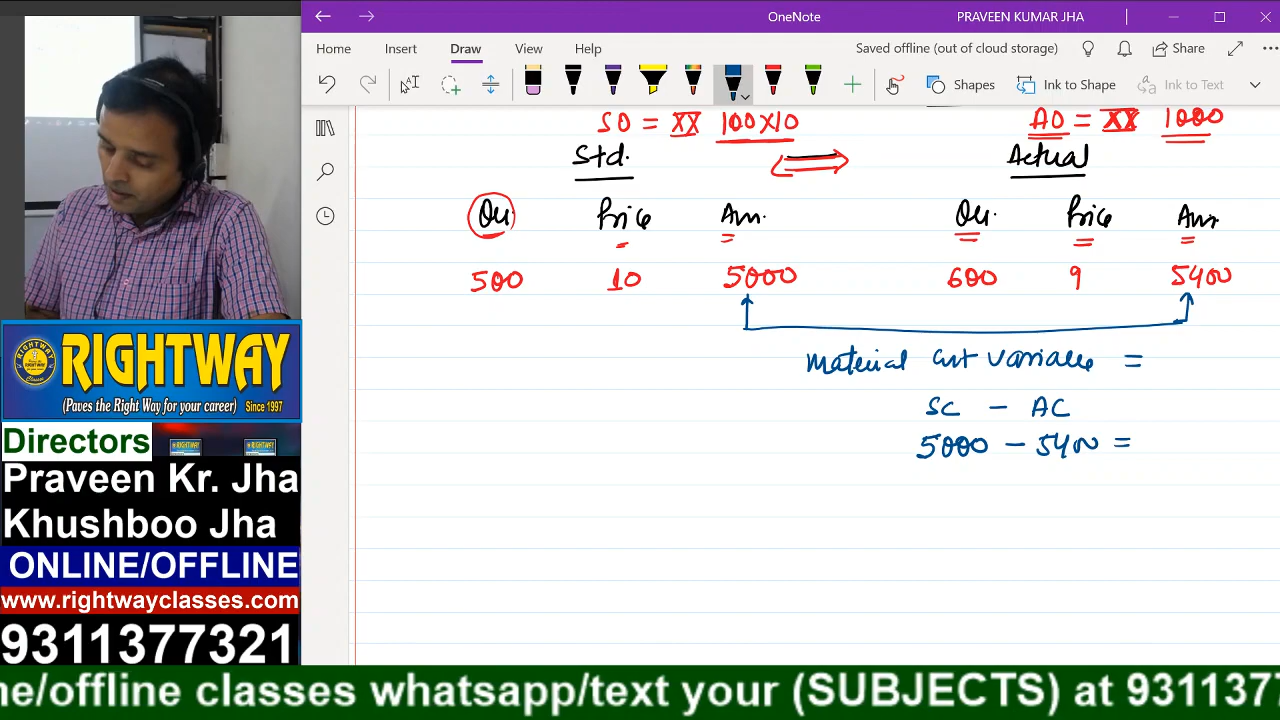 OneNote
PRAVEEN KUMAR JHA
Home Insert Draw View Help
Saved offline (out of cloud storage)
Share
Shapes
Ink to Shape
Ink to Text
SO = XX 100×10
AO = XX 1000
Std.
Actual
Qu. Price Am. Qu. Price Am.
500 10 5000 600 9 5400
Material Cost variance =
SC - AC
5000 - 5400 =
RIGHTWAY
(Paves the Right Way for your career) Since 1997
Directors
Praveen Kr. Jha
Khushboo Jha
ONLINE/OFFLINE
www.rightwayclasses.com
9311377321
ne/offline classes whatsapp/text your (SUBJECTS) at 9311371